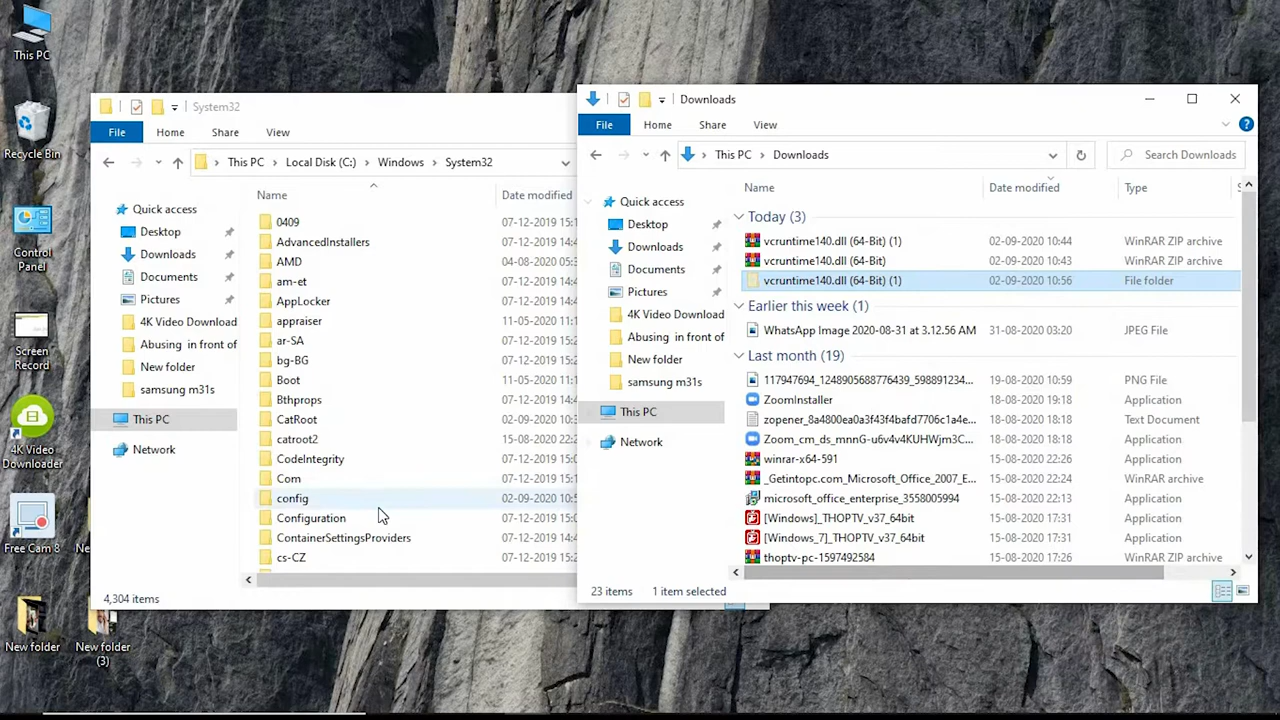 This PC
Recycle Bin
Control
Panel
Screen
Record
4K Video
Downloader
Free Cam 8
Ne
New folder
New folder
(3)
System32
File
Home
Share
View
This PC
Local Disk (C:)
Windows
System32
Name
Date modified
Quick access
Desktop
Downloads
Documents
Pictures
4K Video Download
Abusing in front of
New folder
samsung m31s
This PC
Network
0409 07-12-2019 15:1
AdvancedInstallers 07-12-2019 14:4
AMD 04-08-2020 05:
am-et 07-12-2019 14:4
AppLocker 07-12-2019 14:
appraiser 11-05-2020 11:1
ar-SA 07-12-2019 14:4
bg-BG 07-12-2019 14:4
Boot 11-05-2020 11:1
Bthprops 07-12-2019 14:4
CatRoot 02-09-2020 10:
catroot2 15-08-2020 22:
CodeIntegrity 07-12-2019 14:
Com 07-12-2019 15:
config 02-09-2020 10:5
Configuration 07-12-2019 15:0
ContainerSettingsProviders 07-12-2019 14:4
cs-CZ 07-12-2019 15:
4,304 items
Downloads
File
Home
Share
View
This PC
Downloads
Search Downloads
Name
Date modified
Type
Quick access
Desktop
Downloads
Documents
Pictures
4K Video Download
Abusing in front of
New folder
samsung m31s
This PC
Network
Today (3)
vcruntime140.dll (64-Bit) (1) 02-09-2020 10:44 WinRAR ZIP archive
vcruntime140.dll (64-Bit) 02-09-2020 10:43 WinRAR ZIP archive
vcruntime140.dll (64-Bit) (1) 02-09-2020 10:56 File folder
Earlier this week (1)
WhatsApp Image 2020-08-31 at 3.12.56 AM 31-08-2020 03:20 JPEG File
Last month (19)
117947694_1248905688776439_598891234... 19-08-2020 10:59 PNG File
ZoomInstaller 18-08-2020 19:18 Application
zopener_8a4800ea0a3f43f4bafd7706c1a4e... 18-08-2020 18:18 Text Document
Zoom_cm_ds_mnnG-u6v4v4KUHWjm3C... 18-08-2020 18:18 Application
winrar-x64-591 15-08-2020 22:26 Application
_Getintopc.com_Microsoft_Office_2007_E... 15-08-2020 22:24 WinRAR archive
microsoft_office_enterprise_3558005994 15-08-2020 22:13 Application
[Windows]_THOPTV_v37_64bit 15-08-2020 17:31 Application
[Windows_7]_THOPTV_v37_64bit 15-08-2020 17:31 Application
thoptv-pc-1597492584 15-08-2020 17:26 WinRAR ZIP archive
23 items
1 item selected